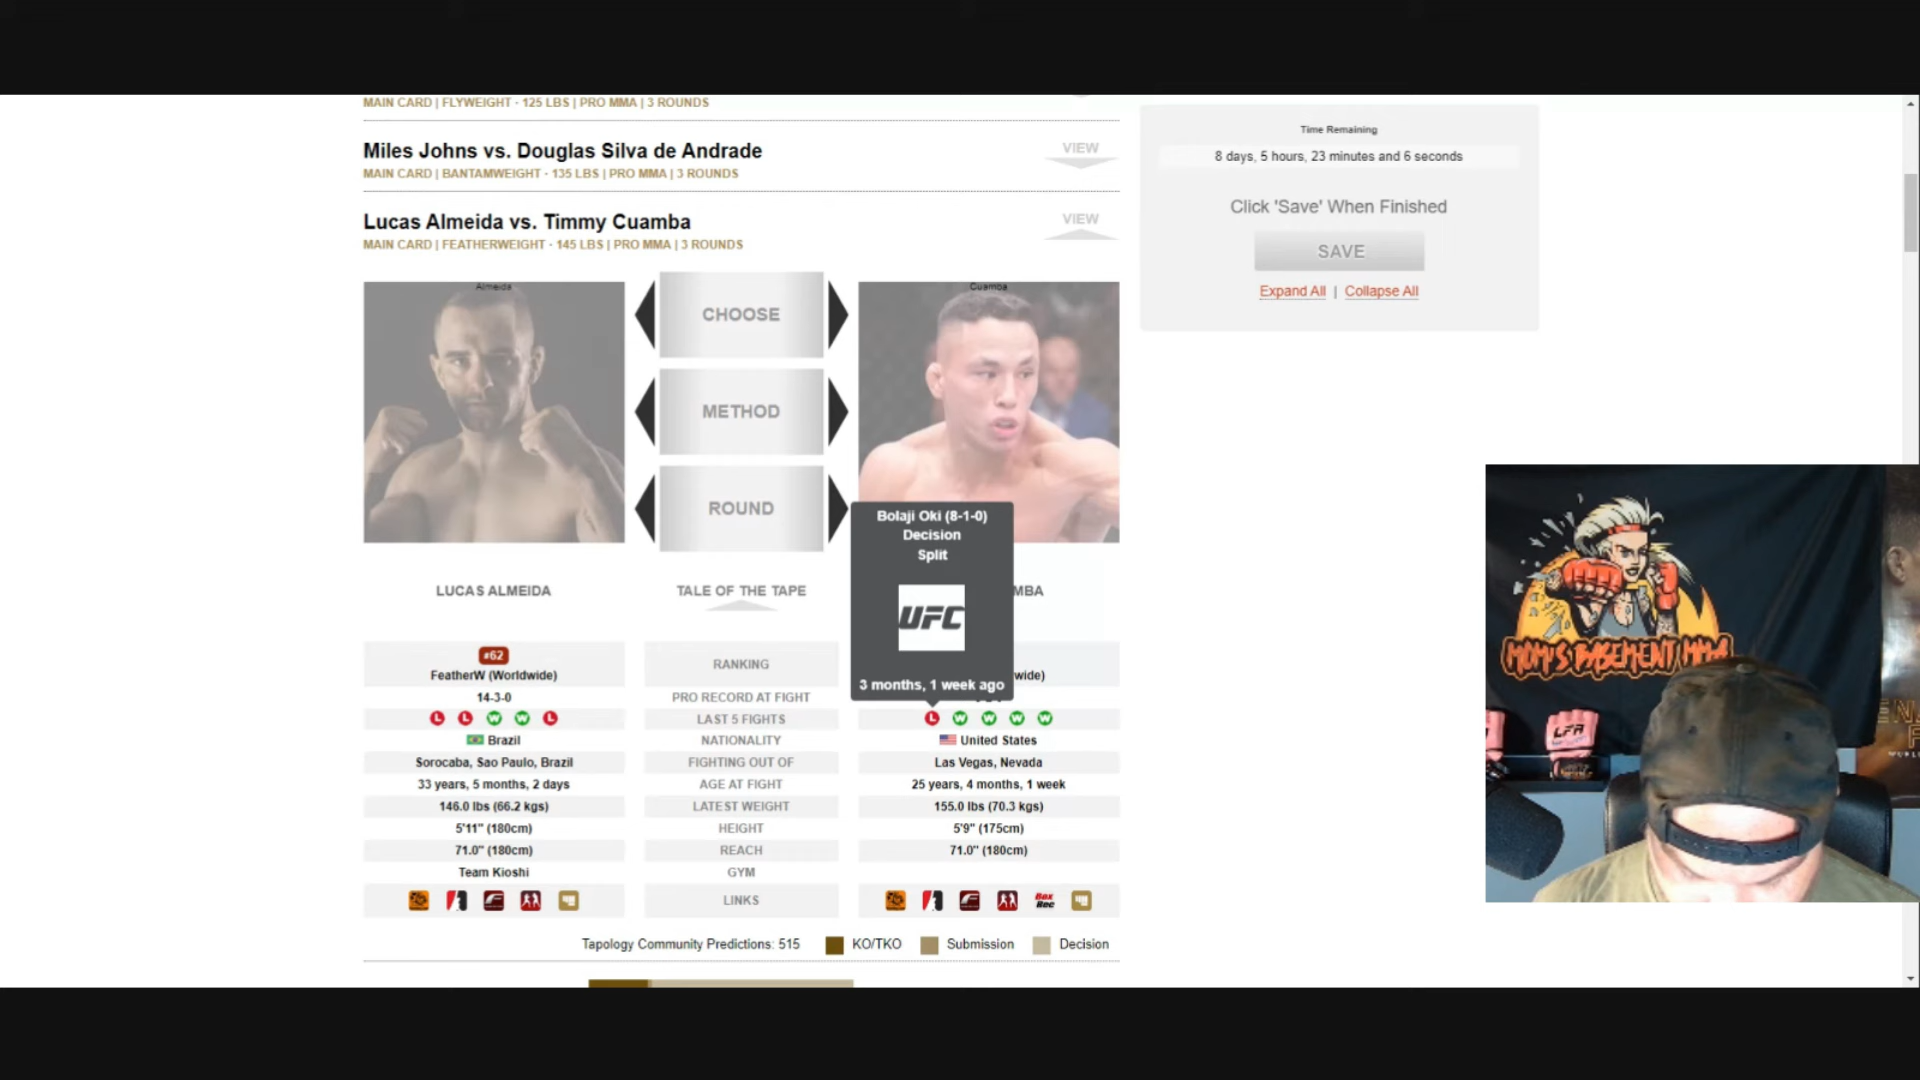 MAIN CARD | FLYWEIGHT · 125 LBS | PRO MMA | 3 ROUNDS
Miles Johns vs. Douglas Silva de Andrade
VIEW
MAIN CARD | BANTAMWEIGHT · 135 LBS | PRO MMA | 3 ROUNDS
Lucas Almeida vs. Timmy Cuamba
VIEW
MAIN CARD | FEATHERWEIGHT · 145 LBS | PRO MMA | 3 ROUNDS
Time Remaining
8 days, 5 hours, 23 minutes and 6 seconds
Click 'Save' When Finished
SAVE
Expand All | Collapse All
Almeida
Cuamba
CHOOSE
METHOD
ROUND
Bolaji Oki (8-1-0)
Decision
Split
UFC
3 months, 1 week ago
LUCAS ALMEIDA
TALE OF THE TAPE
MBA
#62
FeatherW (Worldwide)
RANKING
wide)
14-3-0
PRO RECORD AT FIGHT
L L W W L
LAST 5 FIGHTS
L W W W W
Brazil
NATIONALITY
United States
Sorocaba, Sao Paulo, Brazil
FIGHTING OUT OF
Las Vegas, Nevada
33 years, 5 months, 2 days
AGE AT FIGHT
25 years, 4 months, 1 week
146.0 lbs (66.2 kgs)
LATEST WEIGHT
155.0 lbs (70.3 kgs)
5'11" (180cm)
HEIGHT
5'9" (175cm)
71.0" (180cm)
REACH
71.0" (180cm)
Team Kioshi
GYM
LINKS
Box Rec
Tapology Community Predictions: 515
KO/TKO
Submission
Decision
MOM'S BASEMENT MMA
LFA